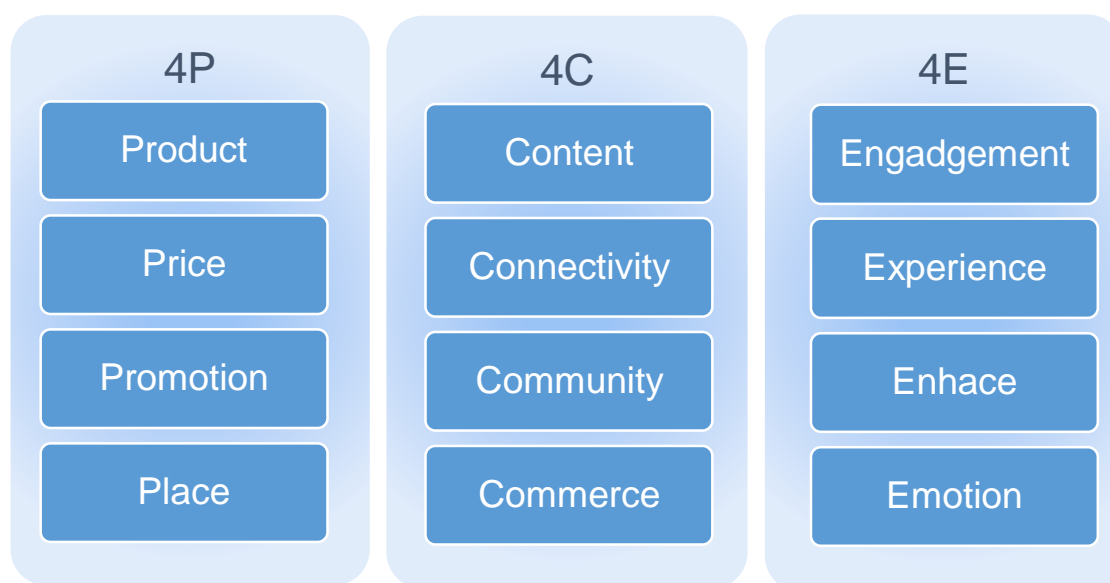 4P
Product
Price
Promotion
Place
4C
Content
Connectivity
Community
Commerce
4E
Engadgement
Experience
Enhace
Emotion